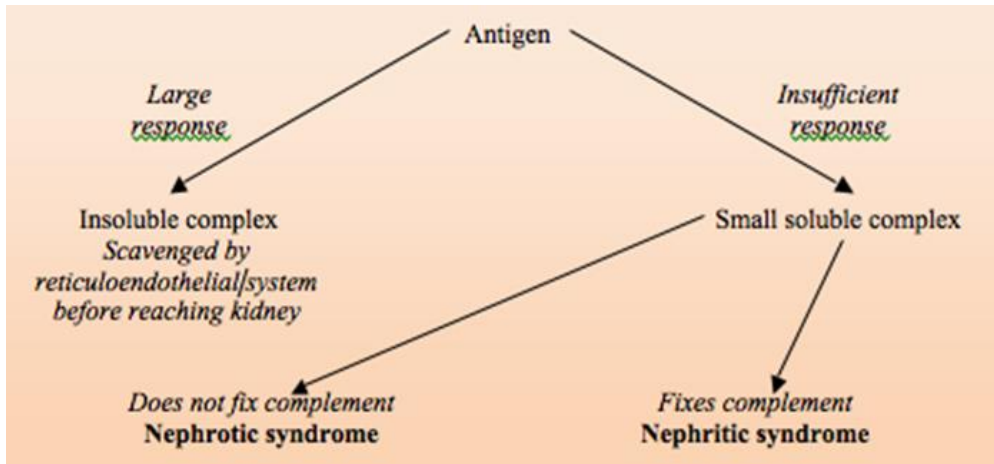 Antigen
Large
response
Insufficient
response
Insoluble complex
Scavenged by
reticuloendothelial/system
before reaching kidney
Small soluble complex
Does not fix complement
Nephrotic syndrome
Fixes complement
Nephritic syndrome